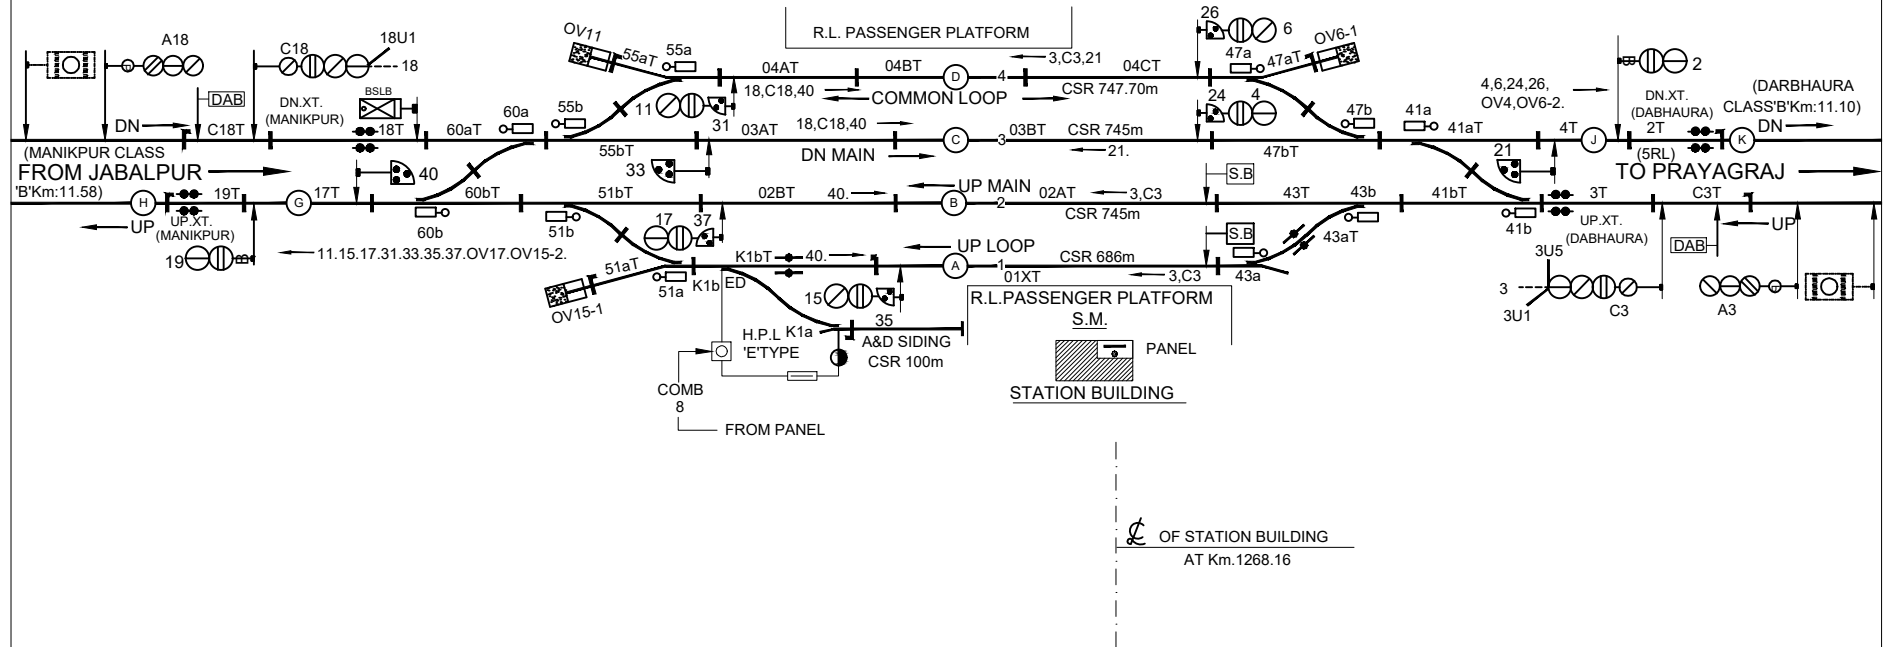 R.L. PASSENGER PLATFORM
26
6
OV11
55aT
55a
04AT
04BT
D
4
3,C3,21
04CT
CSR 747.70m
47a
47aT
OV6-1
A18
C18
18U1
18
DAB
BSLB
DN.XT.
(MANIKPUR)
DN
C18T
18T
60aT
60a
55b
11
31
18,C18,40
COMMON LOOP
24
4
47b
41a
4,6,24,26,
OV4,OV6-2.
2
DN.XT.
(DABHAURA)
(DARBHAURA
CLASS'B'Km:11.10)
DN
03AT
18,C18,40
C
3
03BT
CSR 745m
41aT
4T
J
2T
(5RL)
K
(MANIKPUR CLASS
FROM JABALPUR
'B'Km:11.58)
40
55bT
33
DN MAIN
21.
47bT
S.B
21
TO PRAYAGRAJ
H
19T
G
17T
60bT
51bT
02BT
40.
UP MAIN
B
2
02AT
3,C3
CSR 745m
43T
43b
41bT
3T
C3T
UP
UP.XT.
(MANIKPUR)
19
60b
51b
17
37
11.15.17.31.33.35.37.OV17.OV15-2.
UP LOOP
S.B
43aT
41b
UP.XT.
(DABHAURA)
DAB
UP
51aT
51a
OV15-1
K1b
ED
K1bT
40.
A
1
01XT
CSR 686m
3,C3
43a
3U5
3
3U1
C3
A3
15
R.L.PASSENGER PLATFORM
S.M.
H.P.L
'E'TYPE
K1a
35
A&D SIDING
CSR 100m
PANEL
STATION BUILDING
COMB
8
FROM PANEL
℄ OF STATION BUILDING
AT Km.1268.16